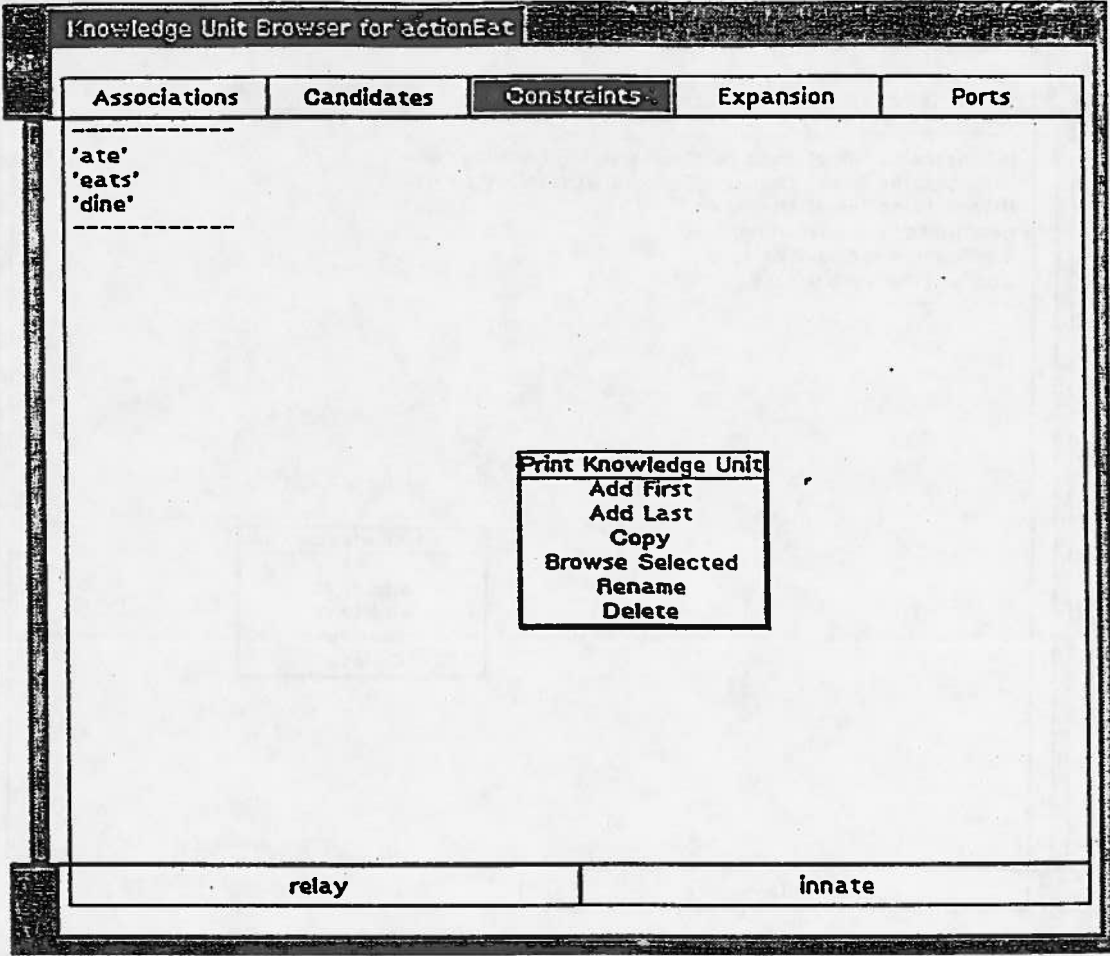 Knowledge Unit Browser for actionEat
Associations Candidates Constraints Expansion Ports
------------
'ate'
'eats'
'dine'
------------
Print Knowledge Unit
Add First
Add Last
Copy
Browse Selected
Rename
Delete
relay innate